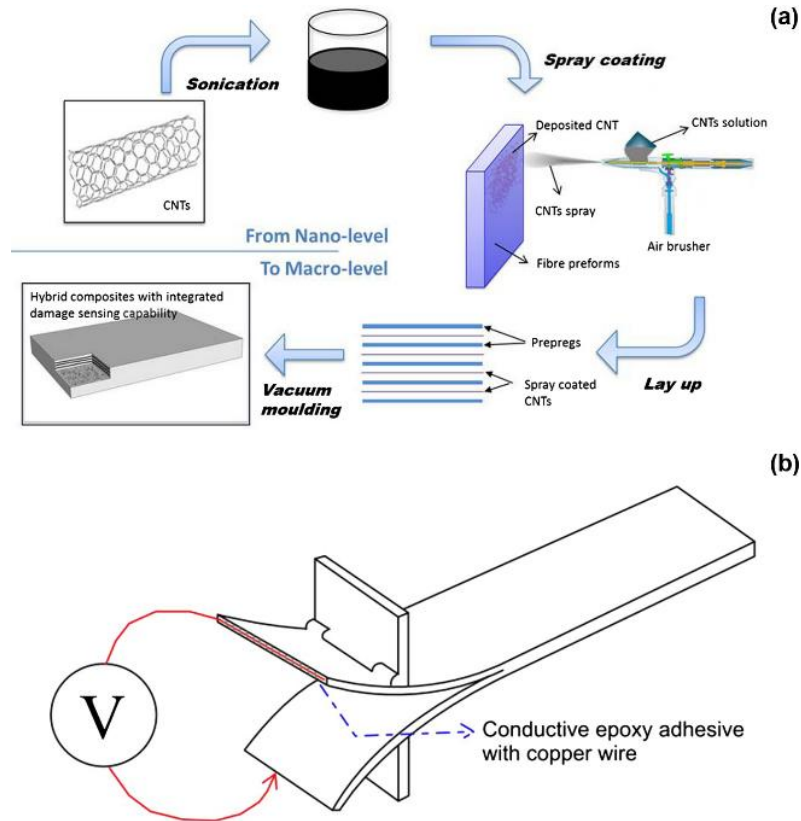 (a)
Sonication
Spray coating
Deposited CNT
CNTs solution
CNTs
CNTs spray
Air brusher
Fibre preforms
From Nano-level
To Macro-level
Hybrid composites with integrated
damage sensing capability
Prepregs
Spray coated
CNTs
Vacuum
moulding
Lay up
(b)
V
Conductive epoxy adhesive
with copper wire